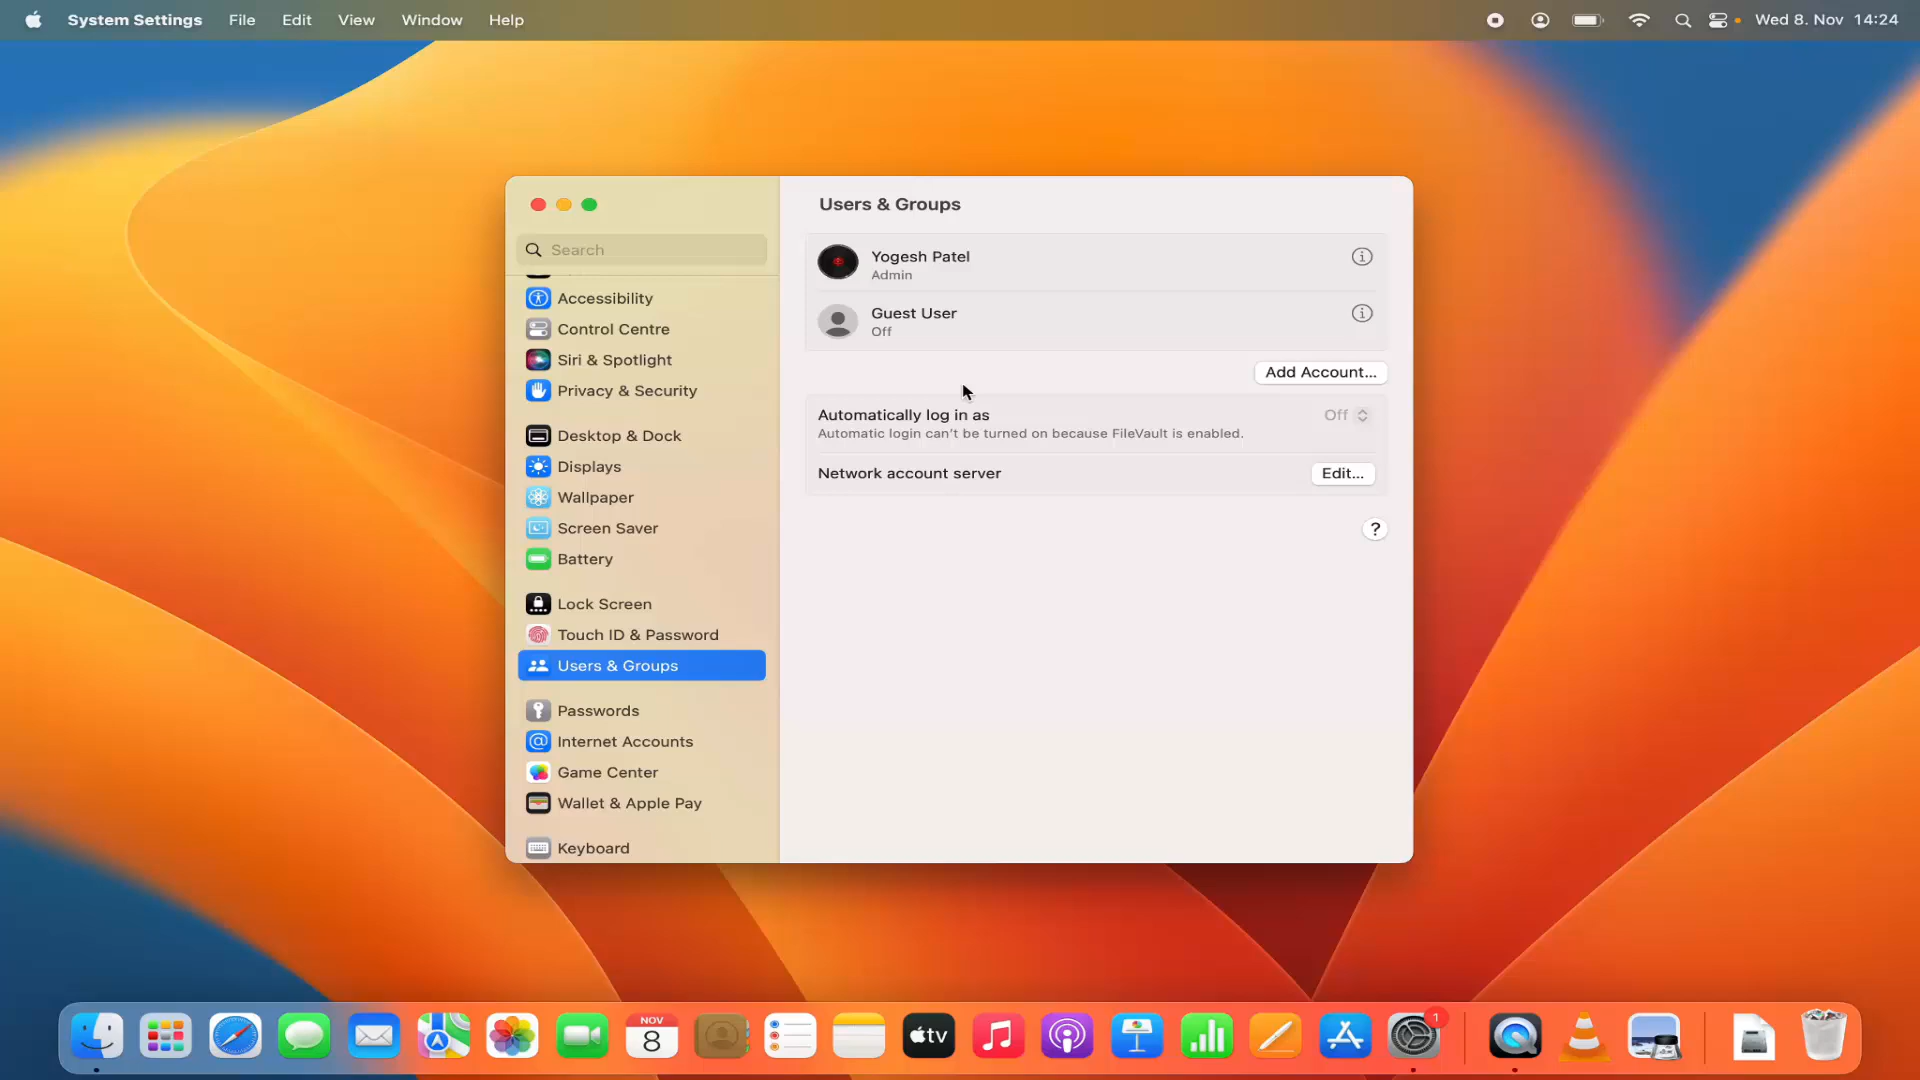 System Settings File Edit View Window Help Wed 8. Nov 14:24
Users & Groups
Search
Accessibility
Control Centre
Siri & Spotlight
Privacy & Security
Desktop & Dock
Displays
Wallpaper
Screen Saver
Battery
Lock Screen
Touch ID & Password
Users & Groups
Passwords
Internet Accounts
Game Center
Wallet & Apple Pay
Keyboard
Yogesh Patel
Admin
Guest User
Off
Add Account...
Automatically log in as Off
Automatic login can't be turned on because FileVault is enabled.
Network account server Edit...
?
NOV
8
tv
1